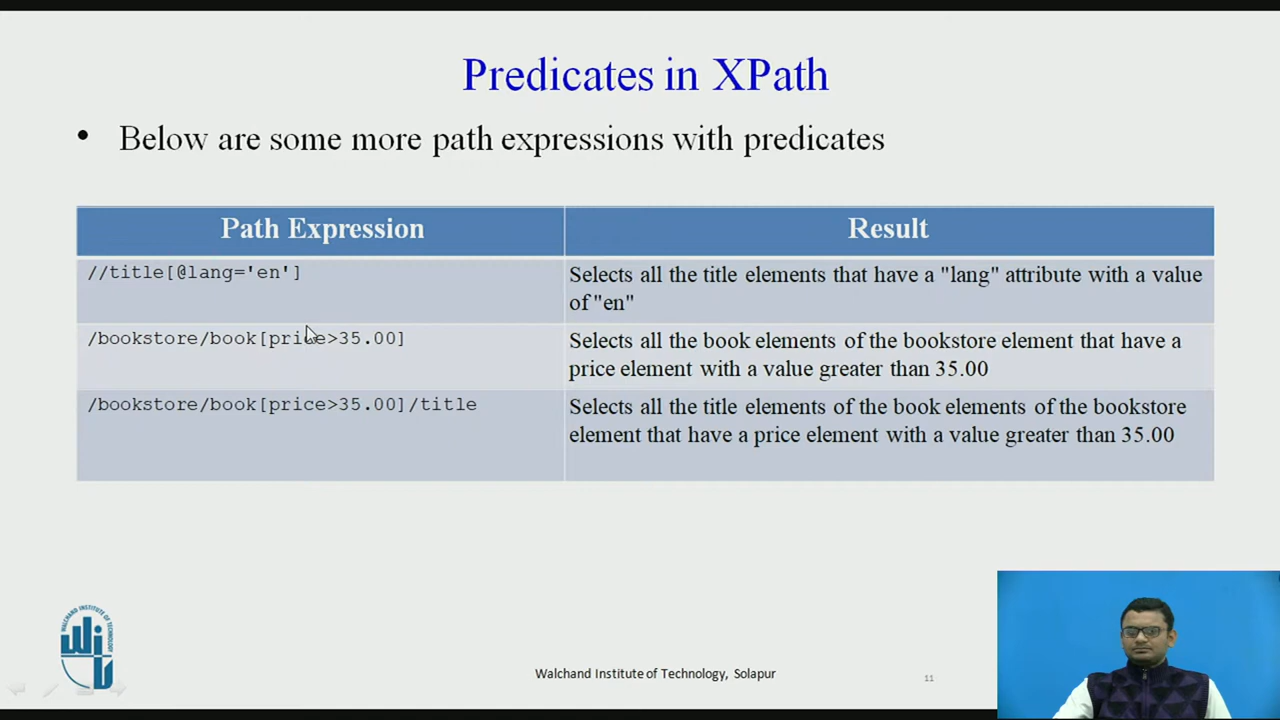 Predicates in XPath
• Below are some more path expressions with predicates
Path Expression
Result
//title[@lang='en']
Selects all the title elements that have a "lang" attribute with a value
of "en"
/bookstore/book[price>35.00]
Selects all the book elements of the bookstore element that have a
price element with a value greater than 35.00
/bookstore/book[price>35.00]/title
Selects all the title elements of the book elements of the bookstore
element that have a price element with a value greater than 35.00
WALCHAND INSTITUTE OF TECHNOLOGY
Walchand Institute of Technology, Solapur
11